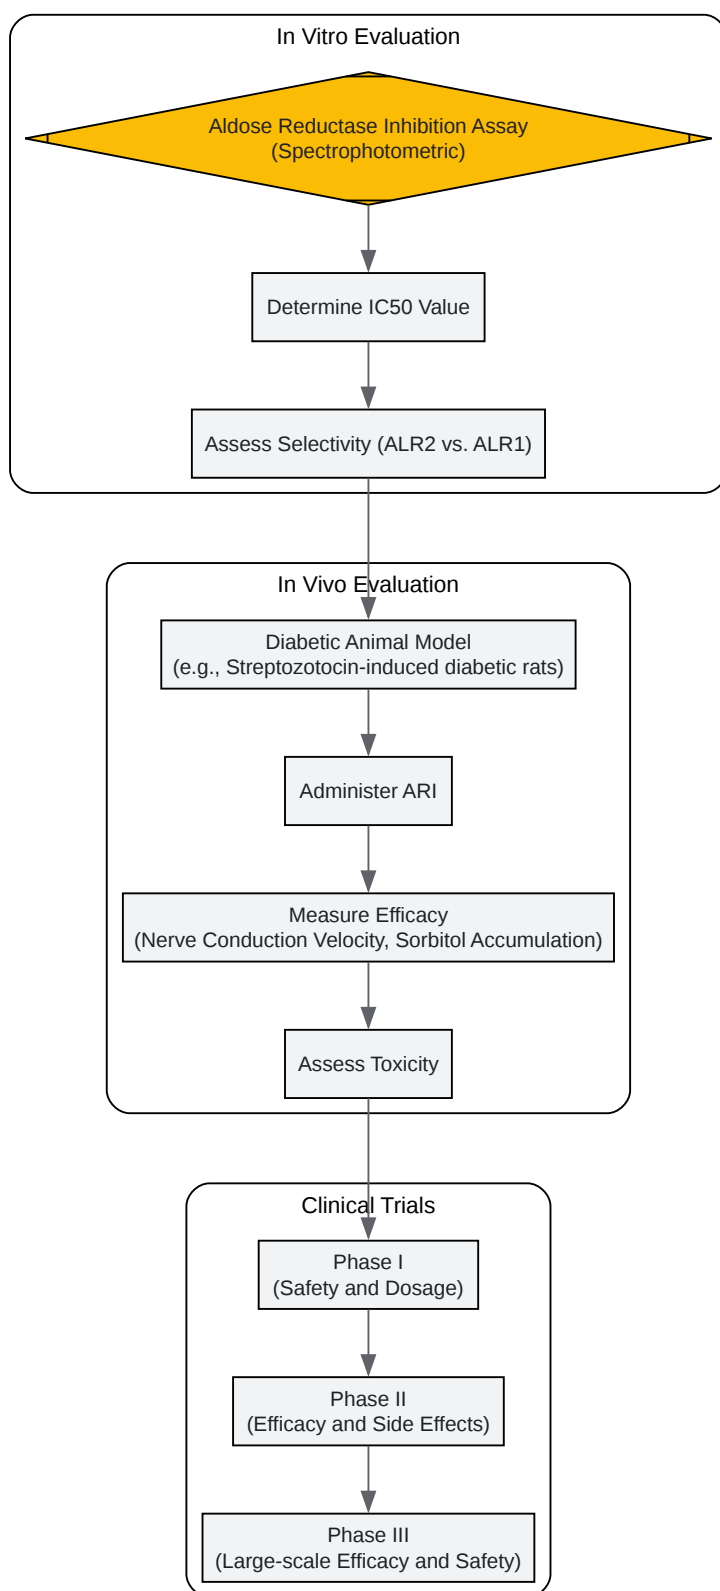 In Vitro Evaluation
Aldose Reductase Inhibition Assay
(Spectrophotometric)
Determine IC50 Value
Assess Selectivity (ALR2 vs. ALR1)
In Vivo Evaluation
Diabetic Animal Model
(e.g., Streptozotocin-induced diabetic rats)
Administer ARI
Measure Efficacy
(Nerve Conduction Velocity, Sorbitol Accumulation)
Assess Toxicity
Clinical Trials
Phase I
(Safety and Dosage)
Phase II
(Efficacy and Side Effects)
Phase III
(Large-scale Efficacy and Safety)